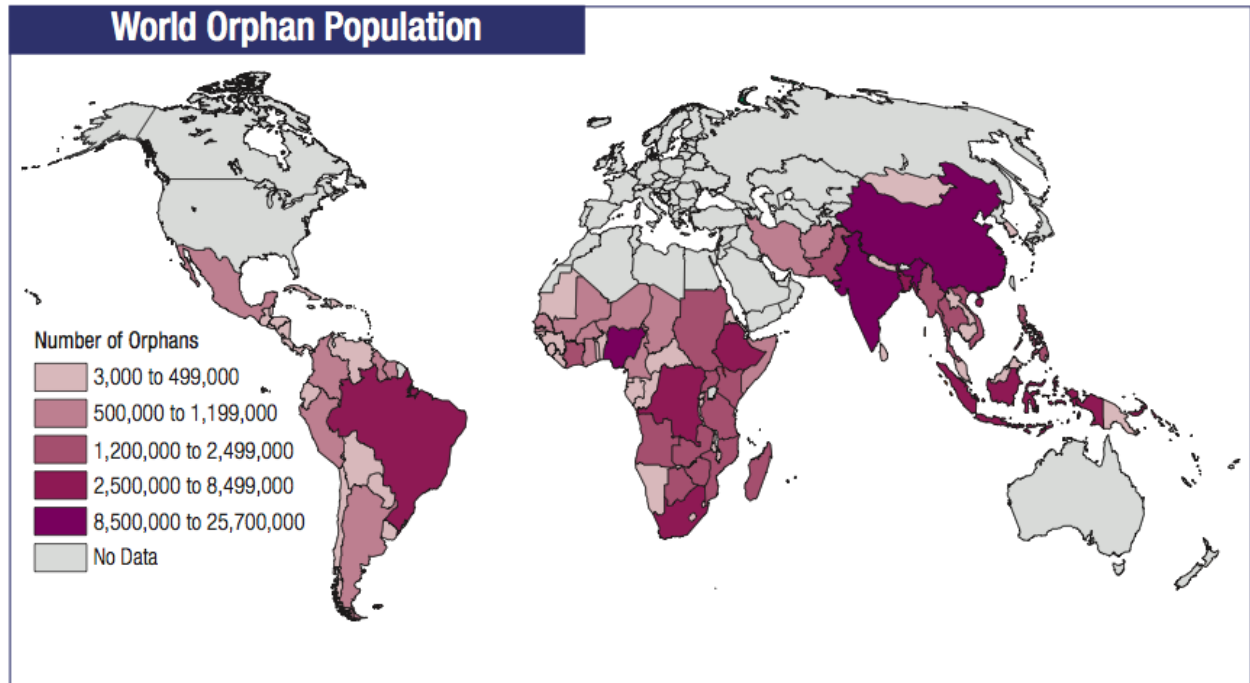 World Orphan Population
Number of Orphans
3,000 to 499,000
500,000 to 1,199,000
1,200,000 to 2,499,000
2,500,000 to 8,499,000
8,500,000 to 25,700,000
No Data